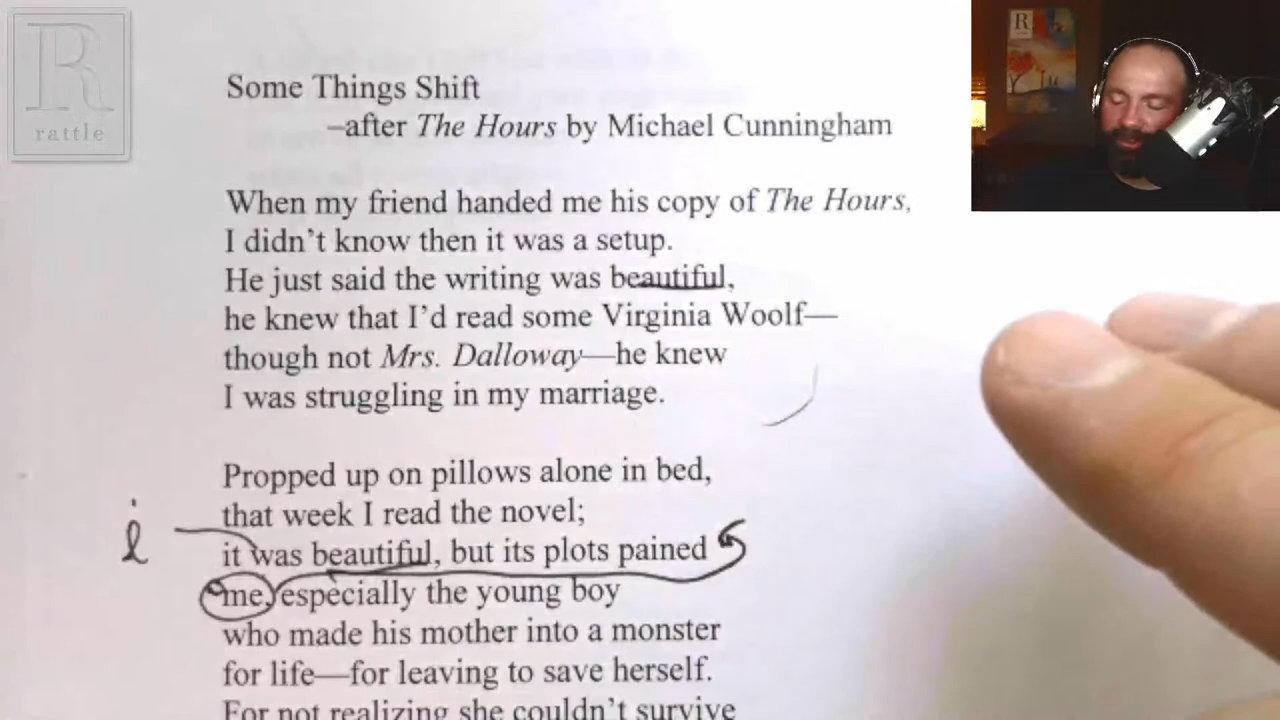 R
rattle
R
Some Things Shift
–after The Hours by Michael Cunningham
When my friend handed me his copy of The Hours,
I didn't know then it was a setup.
He just said the writing was beautiful,
he knew that I'd read some Virginia Woolf—
though not Mrs. Dalloway—he knew
I was struggling in my marriage.
Propped up on pillows alone in bed,
that week I read the novel;
i
it was beautiful, but its plots pained
me, especially the young boy
who made his mother into a monster
for life—for leaving to save herself.
For not realizing she couldn't survive